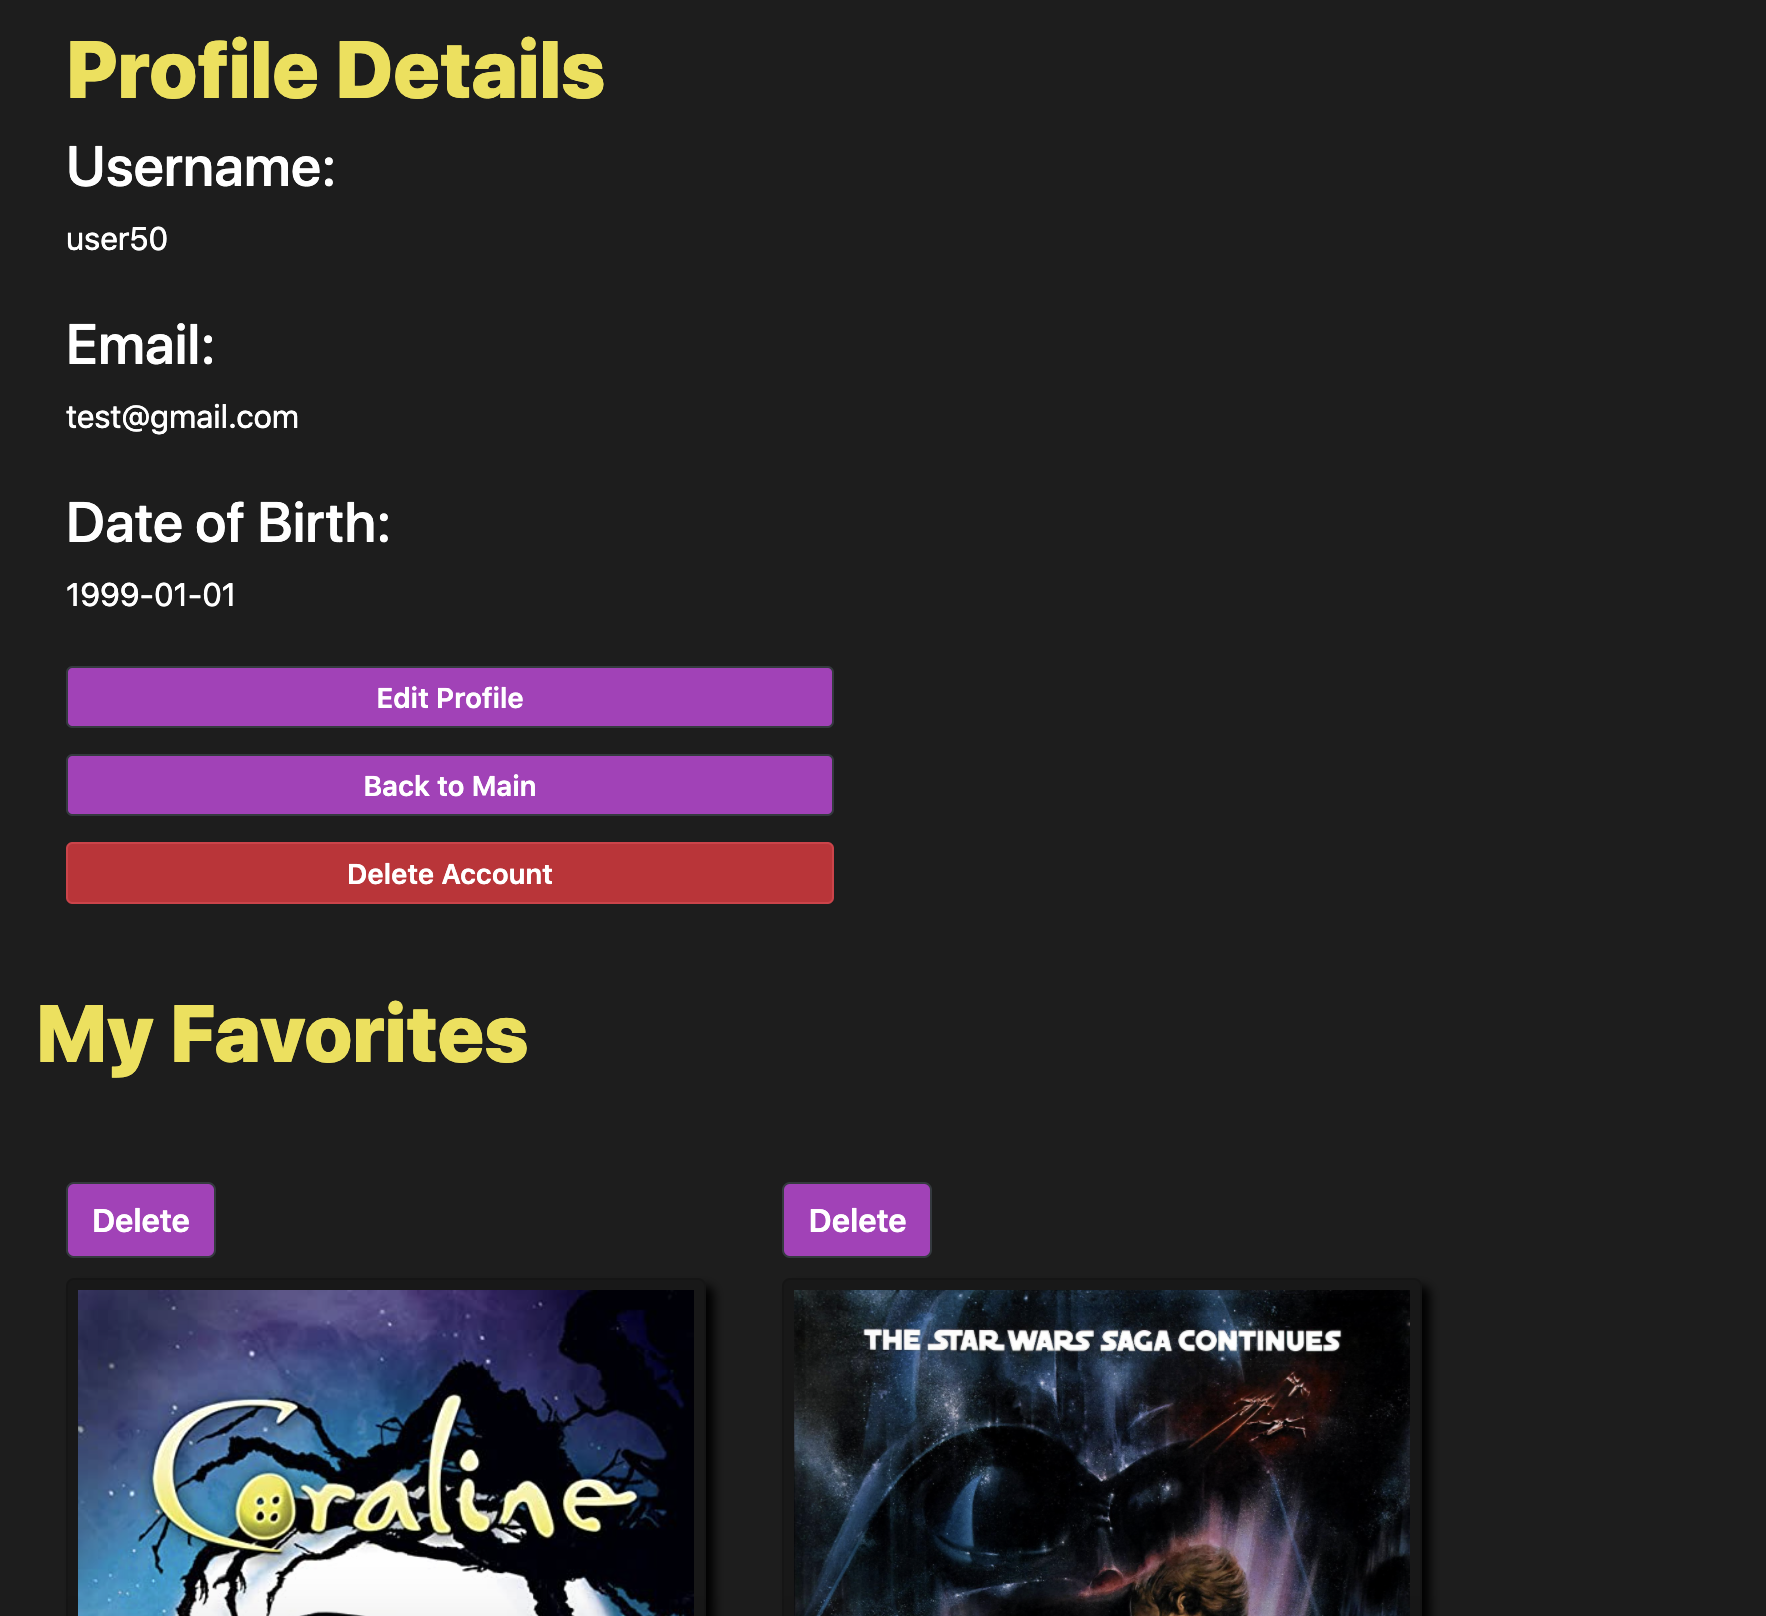 Profile Details
Username:
user50
Email:
test@gmail.com
Date of Birth:
1999-01-01
Edit Profile
Back to Main
Delete Account
My Favorites
Delete
Delete
Coraline
THE STAR WARS SAGA CONTINUES